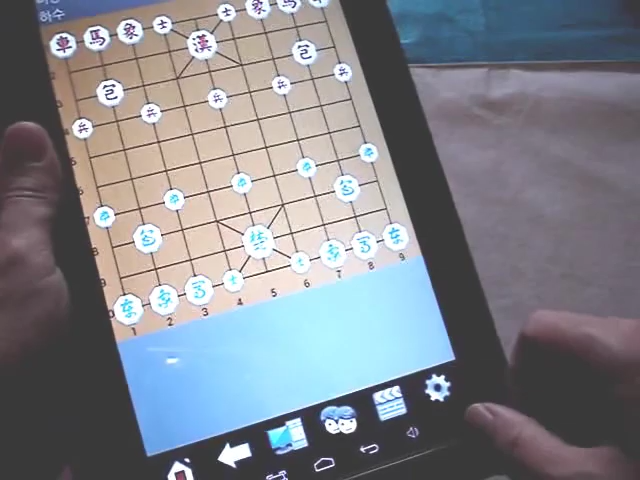 하수
車 馬 象 士 士 象 馬
漢
包 包
兵 兵 兵 兵 兵
卒 卒 卒 卒 卒
包 包
楚
車 象 馬 士 士 象 馬 車
1 2 3 4 5 6 7 8 9